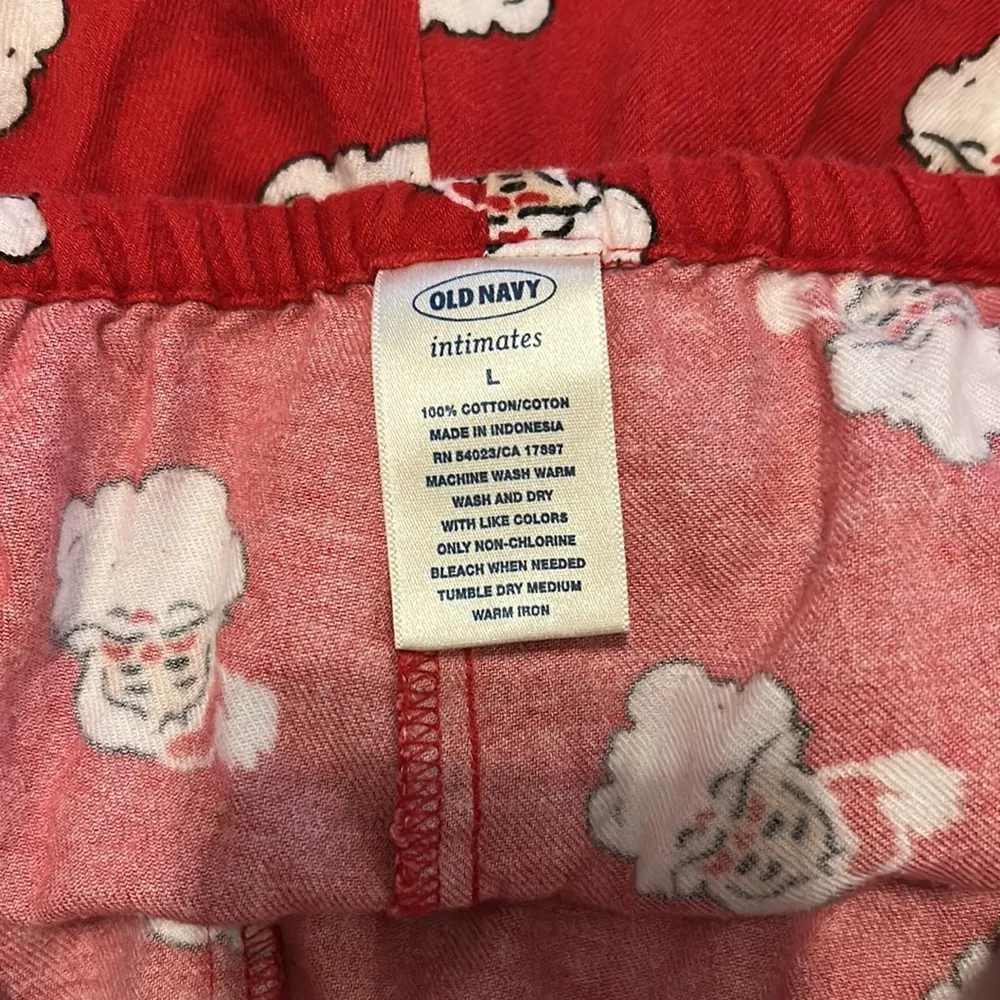 OLD NAVY
intimates
L
100% COTTON/COTON
MADE IN INDONESIA
RN 54023/CA 17897
MACHINE WASH WARM
WASH AND DRY
WITH LIKE COLORS
ONLY NON-CHLORINE
BLEACH WHEN NEEDED
TUMBLE DRY MEDIUM
WARM IRON